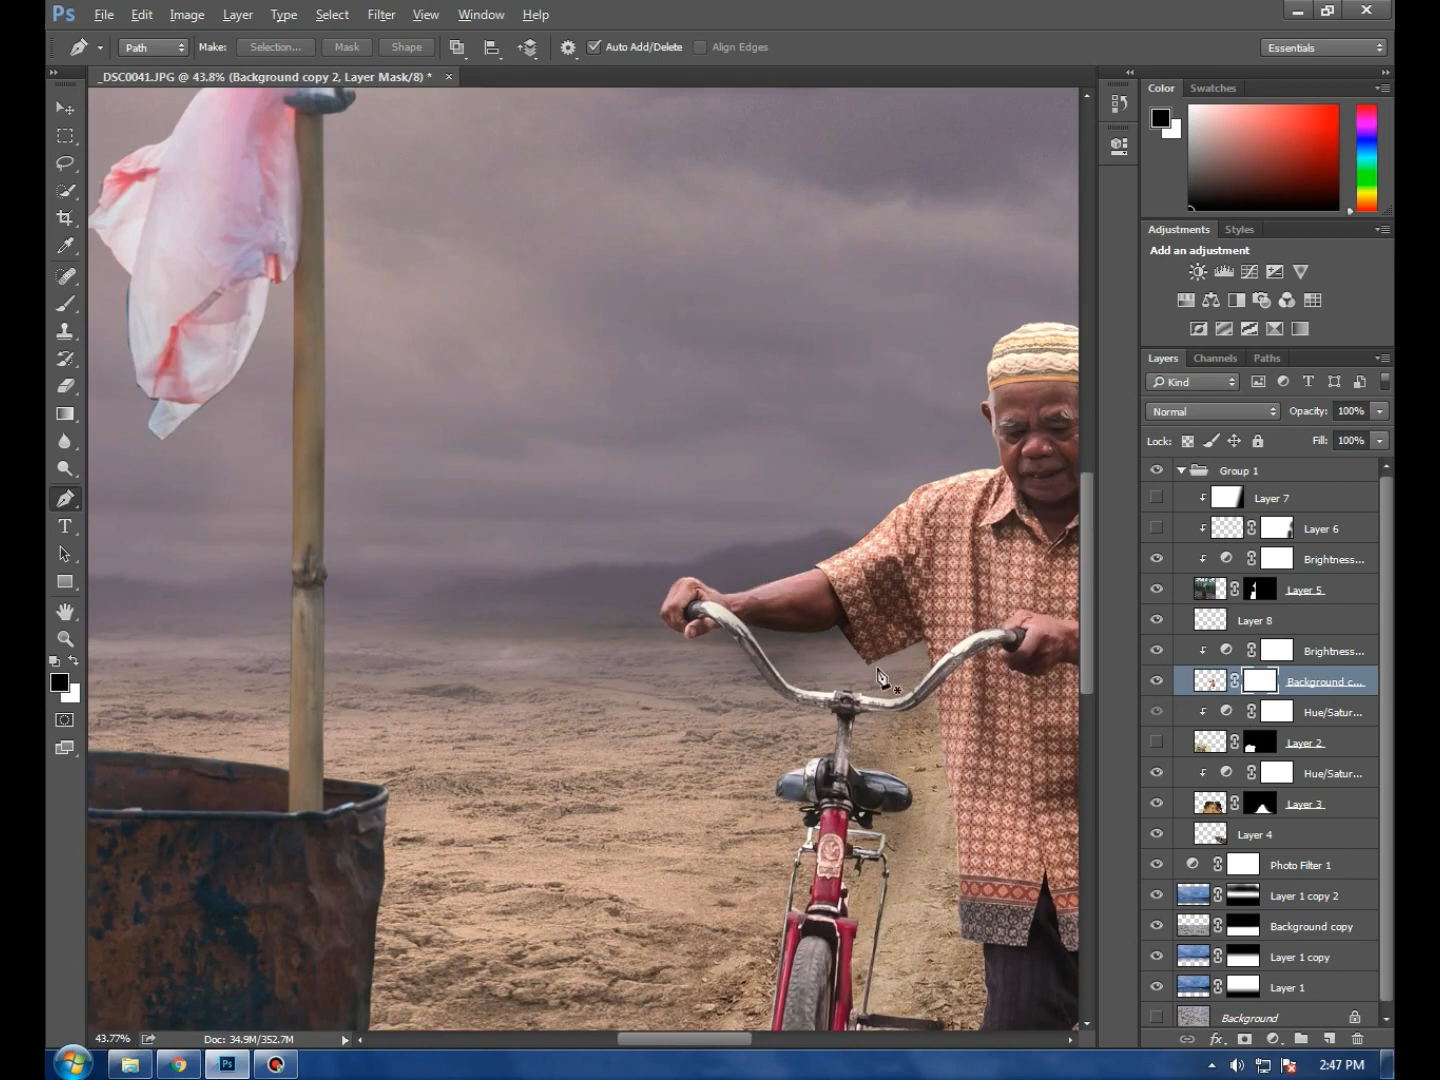 Ps File Edit Image Layer Type Select Filter View Window Help
Path Make: Selection... Mask Shape Auto Add/Delete Align Edges Essentials
_DSC0041.JPG @ 43.8% (Background copy 2, Layer Mask/8) * ×
Color Swatches
Adjustments Styles
Add an adjustment
Layers Channels Paths
Kind
Normal Opacity: 100%
Lock: Fill: 100%
Group 1
Layer 7
Layer 6
Brightness...
Layer 5
Layer 8
Brightness...
Background c...
Hue/Satur...
Layer 2
Hue/Satur...
Layer 3
Layer 4
Photo Filter 1
Layer 1 copy 2
Background copy
Layer 1 copy
Layer 1
Background
43.77% Doc: 34.9M/352.7M
fx
Ps 2:47 PM